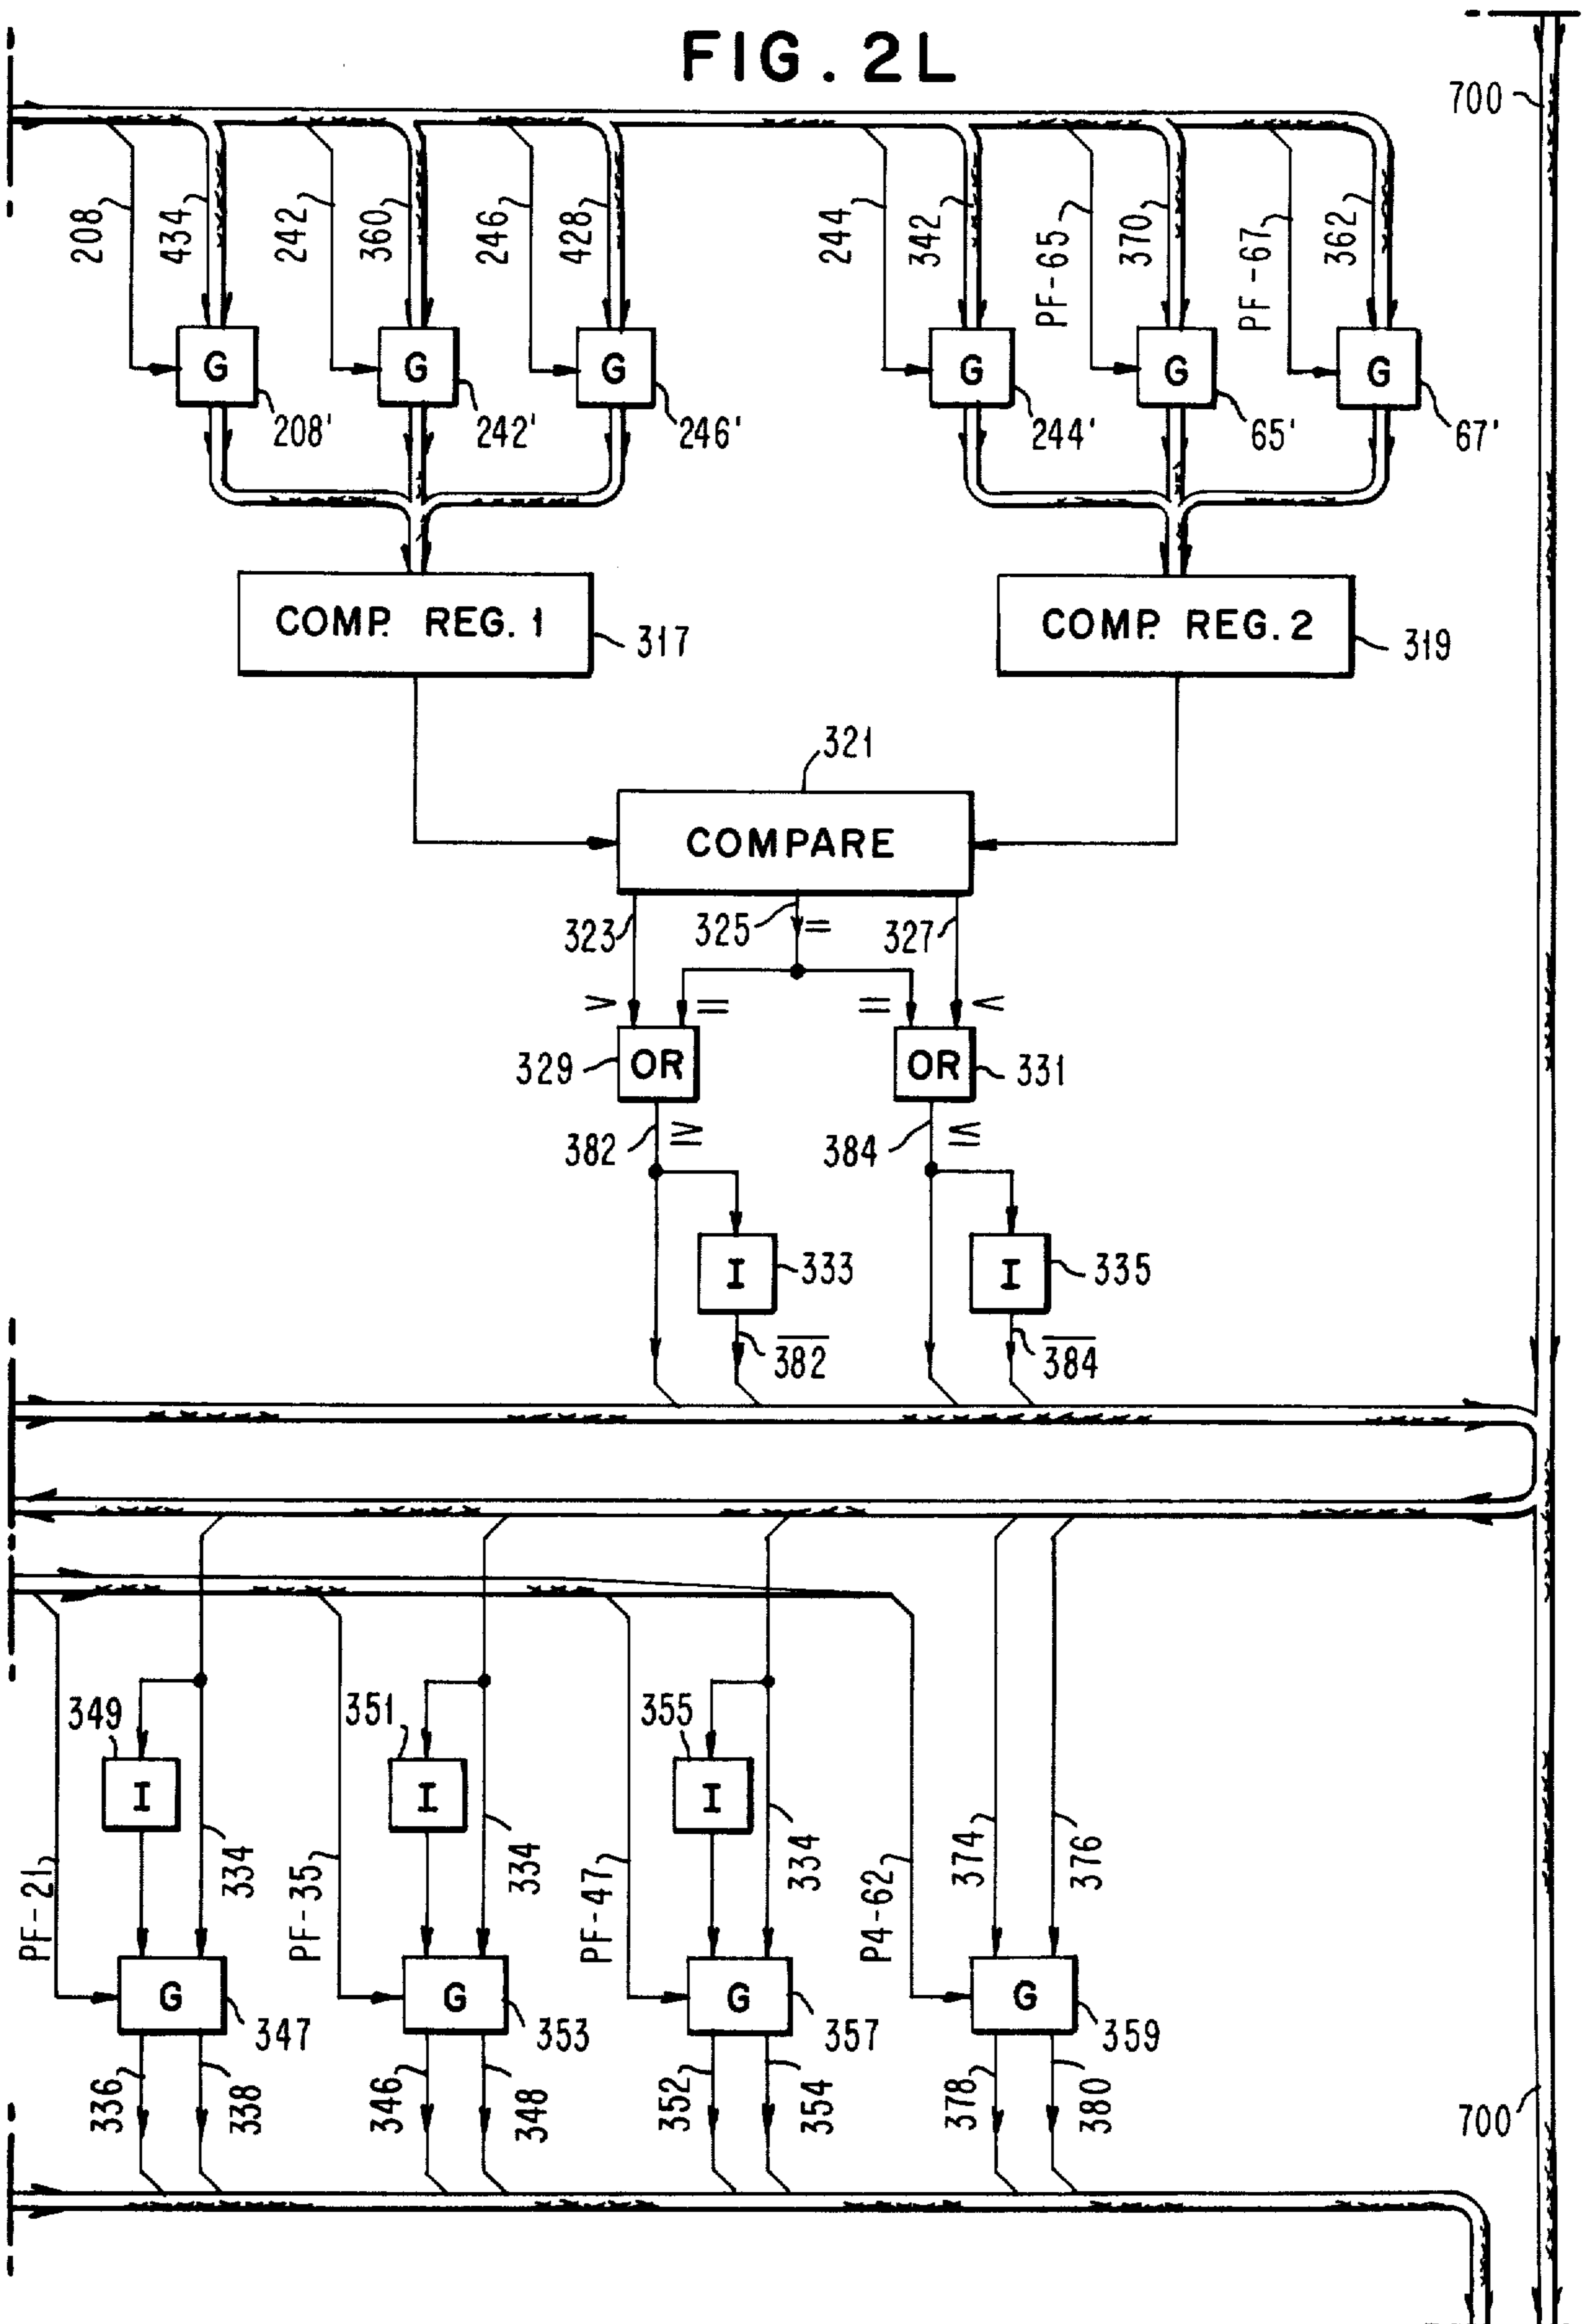 FIG. 2L
700
208
434
242
360
246
428
244
342
PF-65
370
PF-67
362
G
G
G
G
G
G
208'
242'
246'
244'
65'
67'
COMP. REG. 1
317
COMP. REG. 2
319
321
COMPARE
323
325
=
327
>
=
=
<
329
OR
OR
331
382
≥
384
≤
I
333
I
335
382
384
349
351
355
I
I
I
PF-21
334
PF-35
334
PF-47
334
P4-62
374
376
G
347
G
353
G
357
G
359
336
338
346
348
352
354
378
380
700